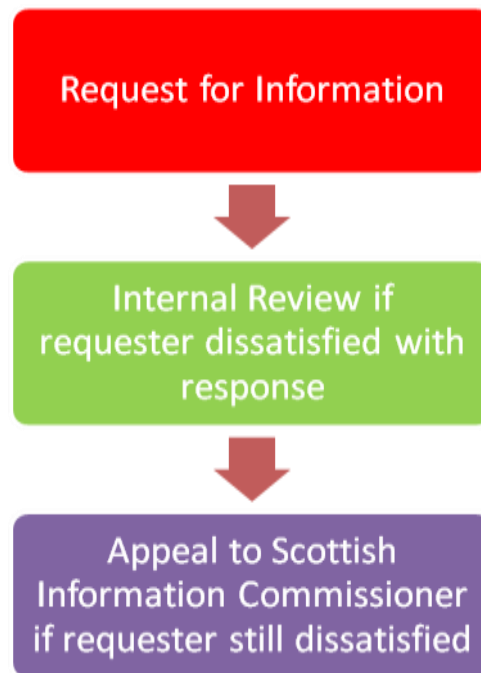 Request for Information
Internal Review if
requester dissatisfied with
response
Appeal to Scottish
Information Commissioner
if requester still dissatisfied